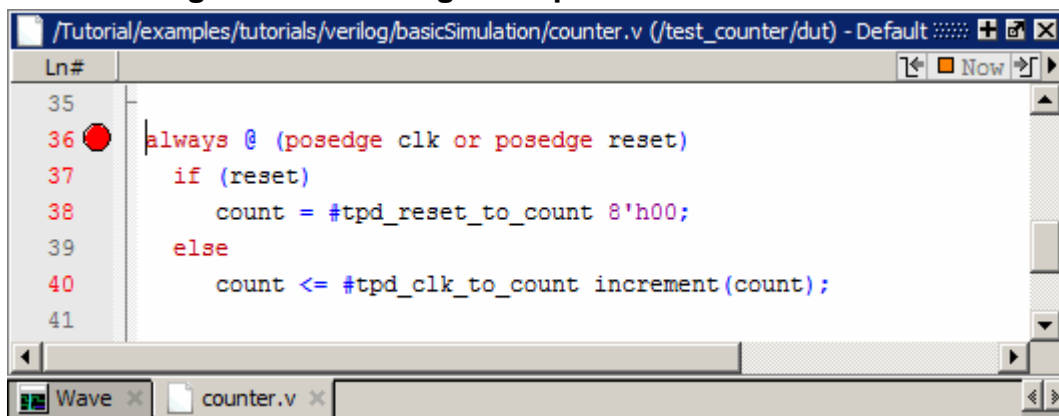 /Tutorial/examples/tutorials/verilog/basicSimulation/counter.v (/test_counter/dut) - Default
Ln#
Now
35
36 always @ (posedge clk or posedge reset)
37 if (reset)
38 count = #tpd_reset_to_count 8'h00;
39 else
40 count <= #tpd_clk_to_count increment(count);
41
Wave
counter.v